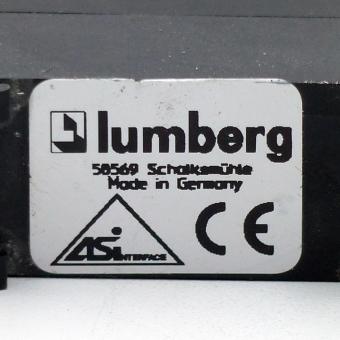 lumberg
58569 Schalksmühle
Made in Germany
ASi INTERFACE
CE